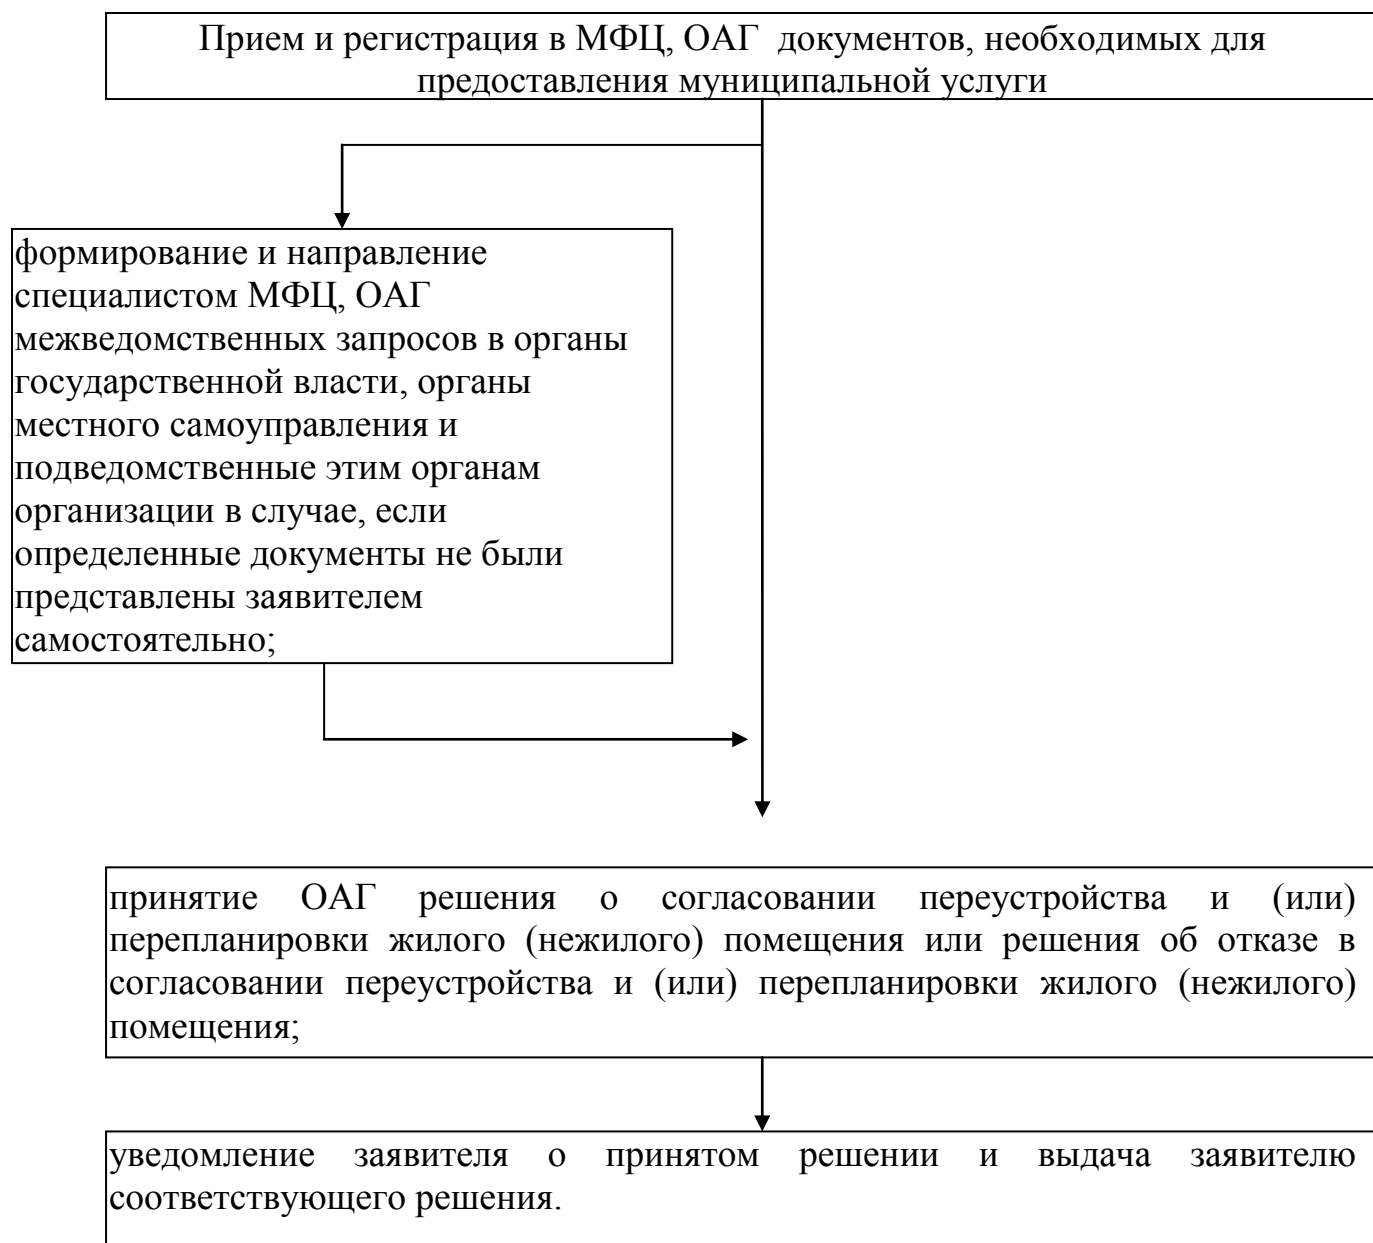 Прием и регистрация в МФЦ, ОАГ документов, необходимых для
предоставления муниципальной услуги
формирование и направление
специалистом МФЦ, ОАГ
межведомственных запросов в органы
государственной власти, органы
местного самоуправления и
подведомственные этим органам
организации в случае, если
определенные документы не были
представлены заявителем
самостоятельно;
принятие ОАГ решения о согласовании переустройства и (или)
перепланировки жилого (нежилого) помещения или решения об отказе в
согласовании переустройства и (или) перепланировки жилого (нежилого)
помещения;
уведомление заявителя о принятом решении и выдача заявителю
соответствующего решения.